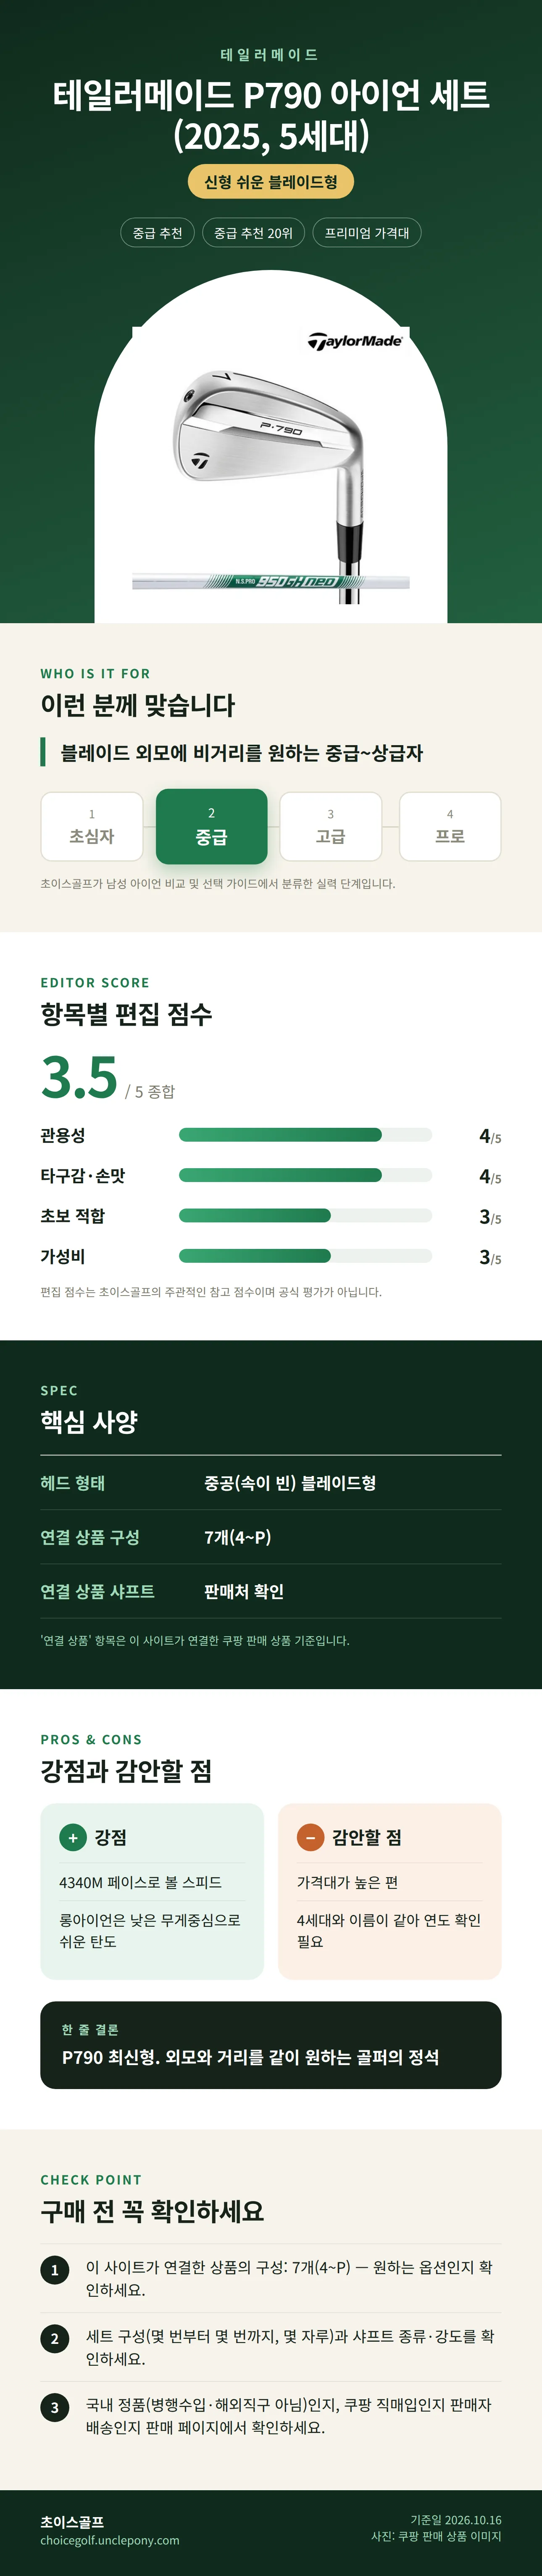 테일러메이드
테일러메이드 P790 아이언 세트
(2025, 5세대)
신형 쉬운 블레이드형
중급 추천
중급 추천 20위
프리미엄 가격대
TaylorMade
7
P·790
N.S.PRO 950GH neo
WHO IS IT FOR
이런 분께 맞습니다
블레이드 외모에 비거리를 원하는 중급~상급자
1
초심자
2
중급
3
고급
4
프로
초이스골프가 남성 아이언 비교 및 선택 가이드에서 분류한 실력 단계입니다.
EDITOR SCORE
항목별 편집 점수
3.5 / 5 종합
관용성 4/5
타구감·손맛 4/5
초보 적합 3/5
가성비 3/5
편집 점수는 초이스골프의 주관적인 참고 점수이며 공식 평가가 아닙니다.
SPEC
핵심 사양
헤드 형태 중공(속이 빈) 블레이드형
연결 상품 구성 7개(4~P)
연결 상품 샤프트 판매처 확인
'연결 상품' 항목은 이 사이트가 연결한 쿠팡 판매 상품 기준입니다.
PROS & CONS
강점과 감안할 점
+ 강점
4340M 페이스로 볼 스피드
롱아이언은 낮은 무게중심으로
쉬운 탄도
− 감안할 점
가격대가 높은 편
4세대와 이름이 같아 연도 확인
필요
한 줄 결론
P790 최신형. 외모와 거리를 같이 원하는 골퍼의 정석
CHECK POINT
구매 전 꼭 확인하세요
1 이 사이트가 연결한 상품의 구성: 7개(4~P) — 원하는 옵션인지 확
인하세요.
2 세트 구성(몇 번부터 몇 번까지, 몇 자루)과 샤프트 종류·강도를 확
인하세요.
3 국내 정품(병행수입·해외직구 아님)인지, 쿠팡 직매입인지 판매자
배송인지 판매 페이지에서 확인하세요.
초이스골프
choicegolf.unclepony.com
기준일 2026.10.16
사진: 쿠팡 판매 상품 이미지